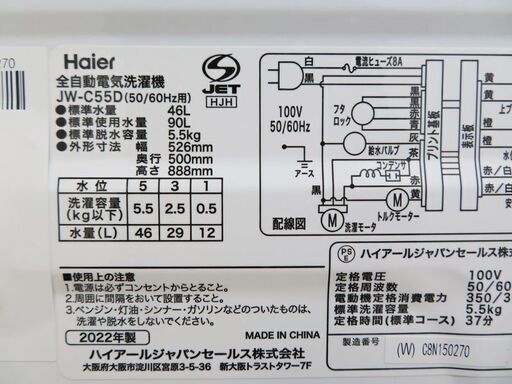 270
Haier
全自動電気洗濯機
JW-C55D(50/60Hz用)
S
JET
HJH
●標準水量 46L
●標準使用水量 90L
●標準脱水容量 5.5kg
●外形寸法 幅 526mm
奥行 500mm
高さ 888mm
水位 5 3 1
洗濯容量(kg以下) 5.5 2.5 0.5
水量(L) 46 29 12
白
電流ヒューズ8A
100V
50/60Hz
黒
アース
フタロック
給水バルブ
コンデンサ
黒
黒
赤
青
灰
茶
青
赤
黒
M
洗濯モータ
M
トルクモーター
配線図
プリント基板
表示板
黄
黒
橙
橙
赤/白
赤/白
上ブ
水位
安
■使用上の注意
1.電源は必ずコンセントからとること。
2.周囲に間隔をおいて設置すること。
3.ベンジン・灯油・シンナー・ガソリンなどのついたものは、
洗濯や脱水をしないでください。
2022年製
MADE IN CHINA
ハイアールジャパンセールス株式会社
大阪府大阪市淀川区宮原3-5-36 新大阪トラストタワー7F
PS
E
ハイアールジャパンセールス株
定格電圧 100V
定格周波数 50/60
電動機定格消費電力 350/3
標準洗濯容量 5.5kg
定格時間(標準コース) 37分
製造番号
(W) C8N150270